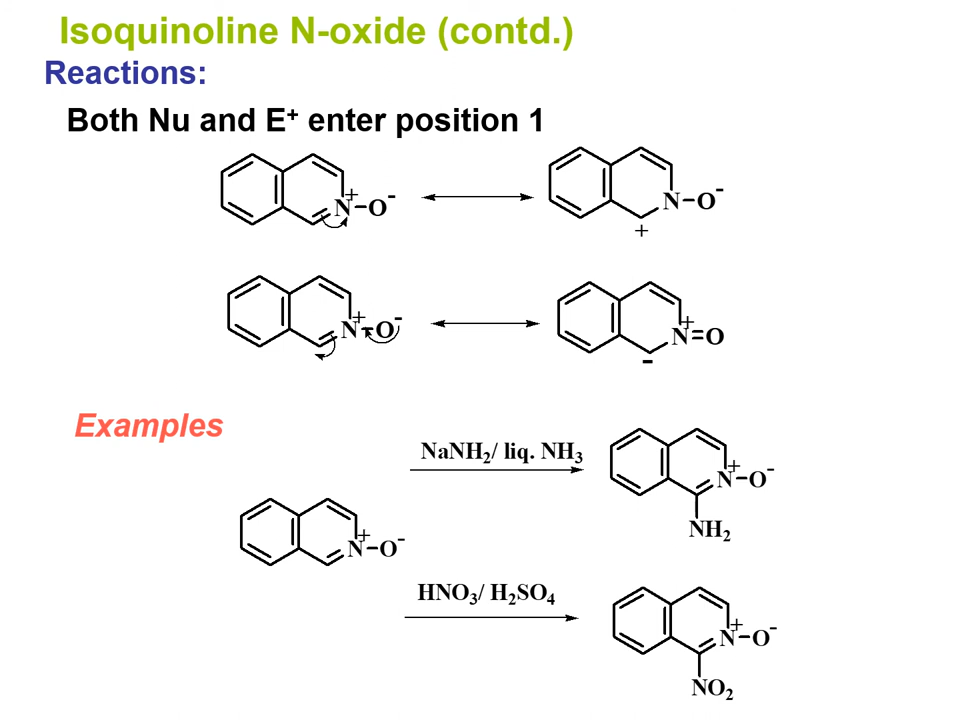 Isoquinoline N-oxide (contd.)
Reactions:
Both Nu and E⁺ enter position 1
N⁺–O⁻
N–O⁻
+
N⁺–O⁻
N⁺=O
-
Examples
NaNH₂/ liq. NH₃
N⁺–O⁻
NH₂
N⁺–O⁻
HNO₃/ H₂SO₄
N⁺–O⁻
NO₂